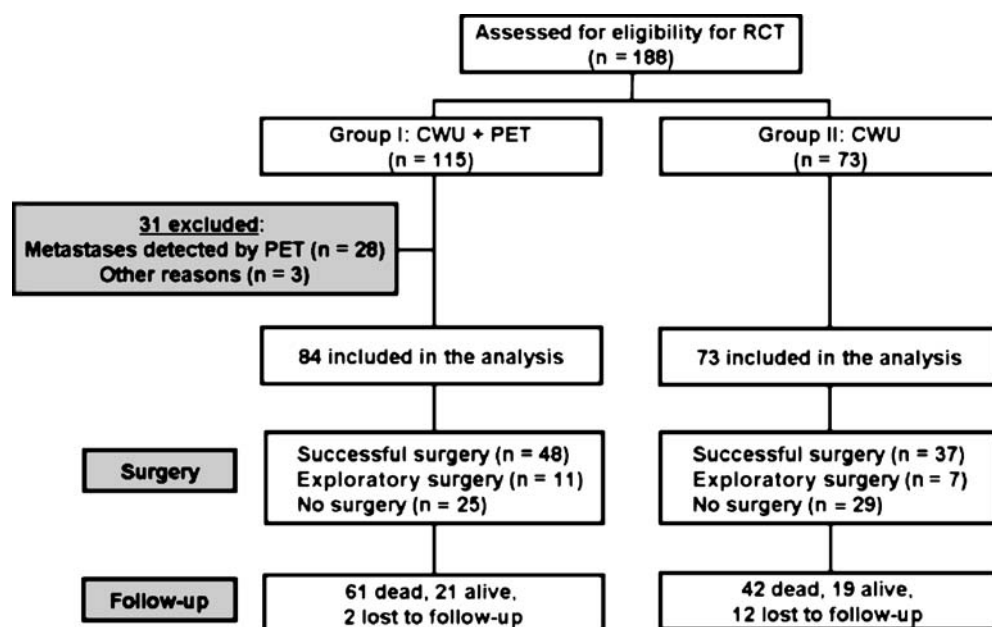 Assessed for eligibility for RCT
(n = 188)
Group I: CWU + PET
(n = 115)
Group II: CWU
(n = 73)
31 excluded:
Metastases detected by PET (n = 28)
Other reasons (n = 3)
84 included in the analysis
73 included in the analysis
Surgery
Successful surgery (n = 48)
Exploratory surgery (n = 11)
No surgery (n = 25)
Successful surgery (n = 37)
Exploratory surgery (n = 7)
No surgery (n = 29)
Follow-up
61 dead, 21 alive,
2 lost to follow-up
42 dead, 19 alive,
12 lost to follow-up